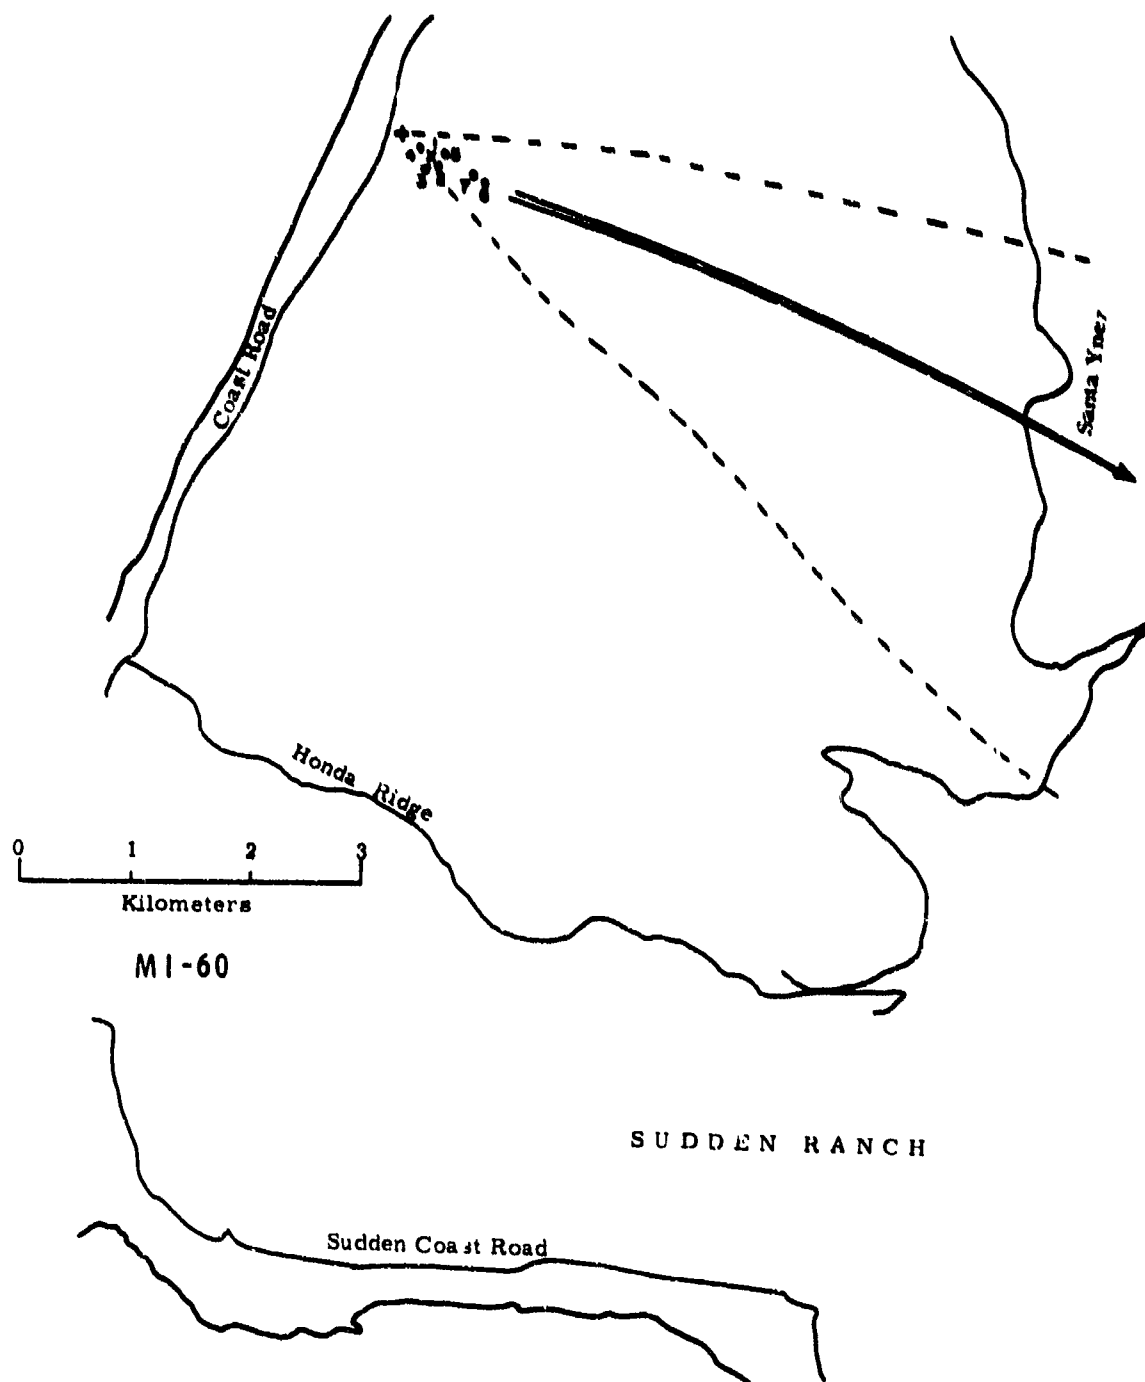 Coast Road
Santa Ynez
Honda Ridge
0 1 2 3
Kilometers
MI-60
SUDDEN RANCH
Sudden Coast Road